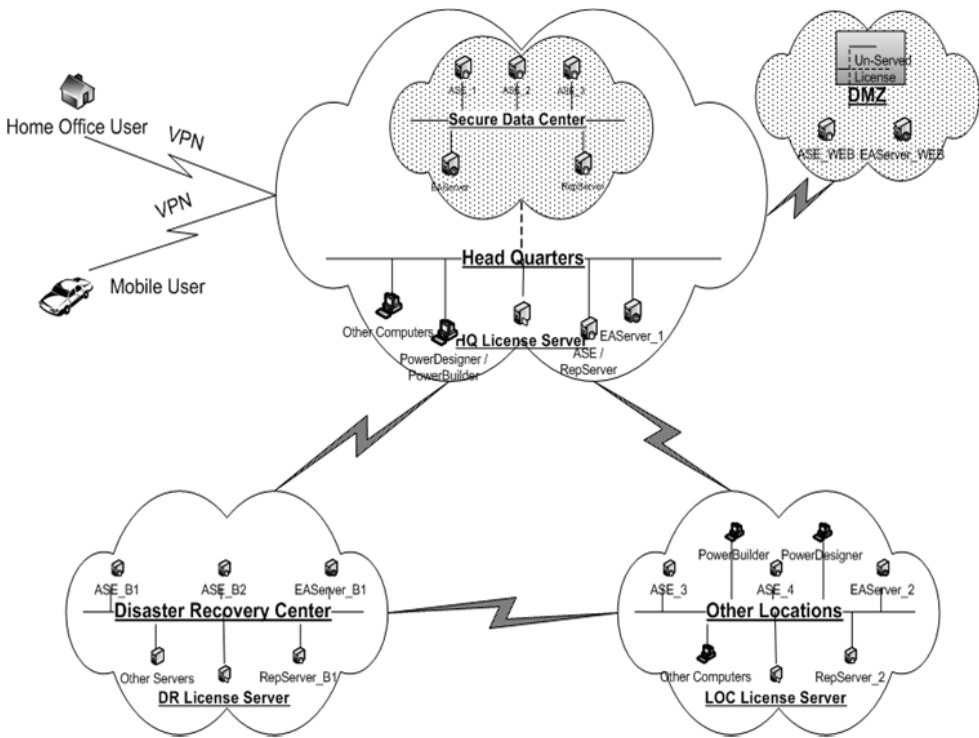 Home Office User
VPN
VPN
Mobile User
ASE_1
ASE_2
ASE_3
Secure Data Center
EAServer
RepServer
Un-Served
License
DMZ
ASE_WEB
EAServer_WEB
Head Quarters
Other Computers
HQ License Server
EAServer_1
PowerDesigner /
PowerBuilder
ASE /
RepServer
ASE_B1
ASE_B2
EAServer_B1
Disaster Recovery Center
Other Servers
RepServer_B1
DR License Server
PowerBuilder
PowerDesigner
ASE_3
ASE_4
EAServer_2
Other Locations
Other Computers
RepServer_2
LOC License Server